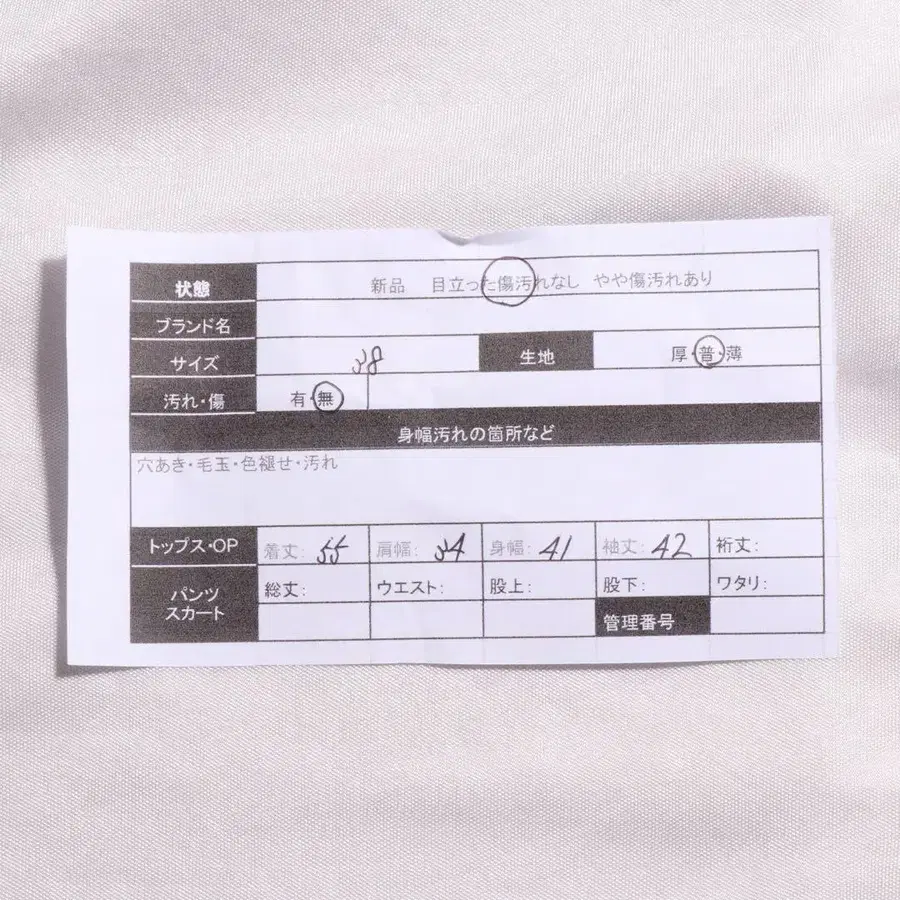 状態 新品 目立った傷汚れなし やや傷汚れあり
ブランド名
サイズ 38 生地 厚・普・薄
汚れ・傷 有・無
身幅汚れの箇所など
穴あき・毛玉・色褪せ・汚れ
トップス・OP 着丈: 55 肩幅: 34 身幅: 41 袖丈: 42 裄丈:
パンツ スカート 総丈: ウエスト: 股上: 股下: ワタリ:
管理番号